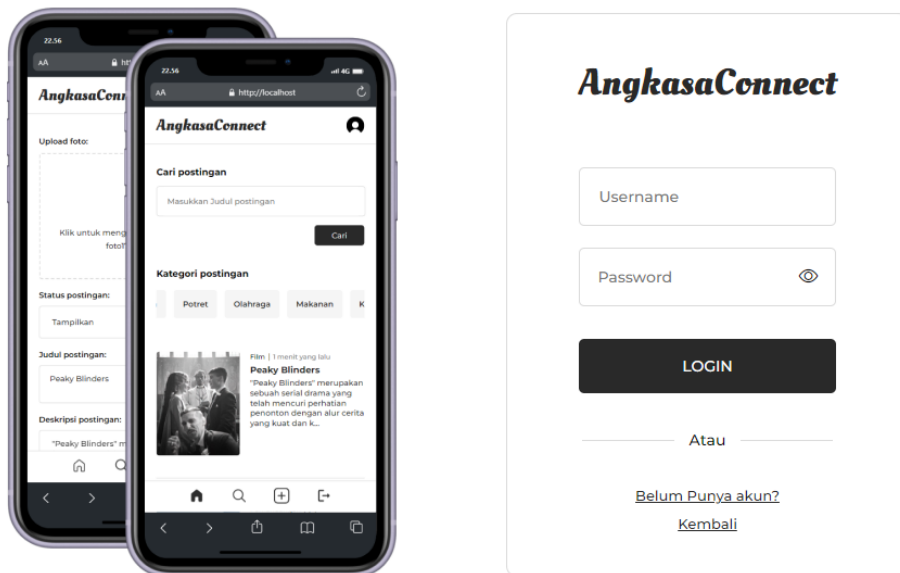 22.56
AA
AngkasaConn
Upload foto:
Klik untuk meng
Status postingan:
Tampilkan
Judul postingan:
Peaky Blinders
Deskripsi postingan:
"Peaky Blinders" m
22.56
4G
AA
http://localhost
AngkasaConnect
Cari postingan
Masukkan Judul postingan
Cari
Kategori postingan
Potret
Olahraga
Makanan
K
Film | 1 menit yang lalu
Peaky Blinders
"Peaky Blinders" merupakan
sebuah serial drama yang
telah mencuri perhatian
penonton dengan alur cerita
yang kuat dan k...
AngkasaConnect
Username
Password
LOGIN
Atau
Belum Punya akun?
Kembali